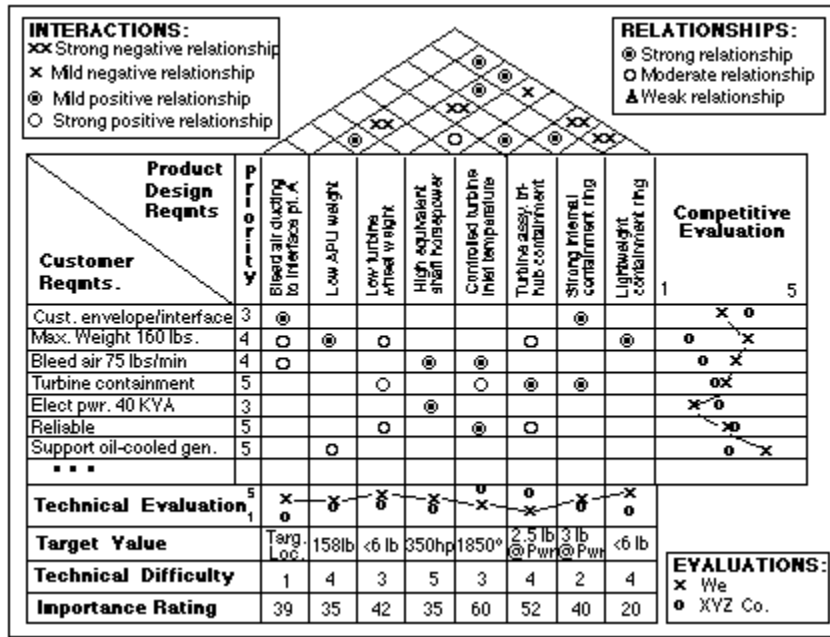 INTERACTIONS:
Strong negative relationship
Mild negative relationship
Mild positive relationship
Strong positive relationship
RELATIONSHIPS:
Strong relationship
Moderate relationship
Weak relationship
Product
Design
Reqmnts
Priority
Customer
Reqmts.
Bleed air ducting
to interface pt. A
Low APU weight
Low turbine
wheel weight
High equivalent
shaft horsepower
Controlled turbine
inlet temperature
Turbine assy. tri-
hub containment
Strong internal
containment ring
Lightweight
containment ring
Competitive
Evaluation
1 5
Cust. envelope/interface 3
Max. Weight 160 lbs. 4
Bleed air 75 lbs/min 4
Turbine containment 5
Elect pwr. 40 KVA 3
Reliable 5
Support oil-cooled gen. 5
Technical Evaluation 5 1
Target Value Targ. Loc. 158lb <6 lb 350hp 1850° 2.5 lb @Pwr 3 lb @Pwr <6 lb
Technical Difficulty 1 4 3 5 3 4 2 4
Importance Rating 39 35 42 35 60 52 40 20
EVALUATIONS:
x We
o XYZ Co.